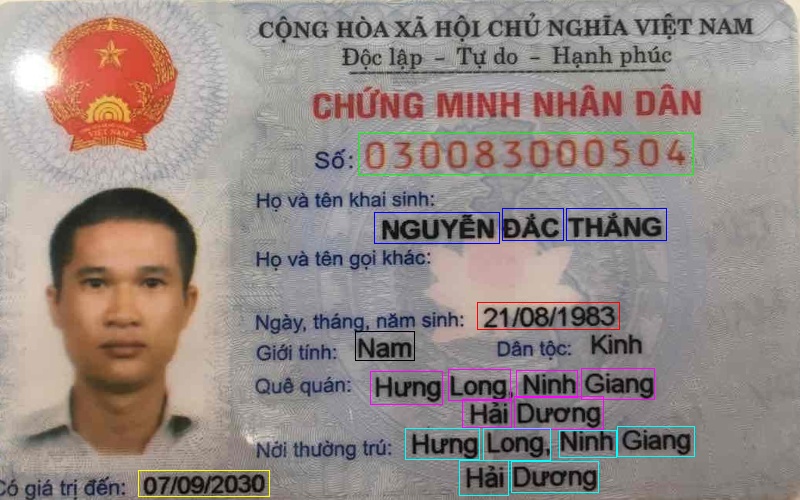 CỘNG HÒA XÃ HỘI CHỦ NGHĨA VIỆT NAM
Độc lập - Tự do - Hạnh phúc
CHỨNG MINH NHÂN DÂN
Số: 030083000504
Họ và tên khai sinh:
NGUYỄN ĐẮC THẮNG
Họ và tên gọi khác:
Ngày, tháng, năm sinh: 21/08/1983
Giới tính: Nam Dân tộc: Kinh
Quê quán: Hưng Long, Ninh Giang
Hải Dương
Nơi thường trú: Hưng Long, Ninh Giang
Hải Dương
Có giá trị đến: 07/09/2030
VIỆT NAM